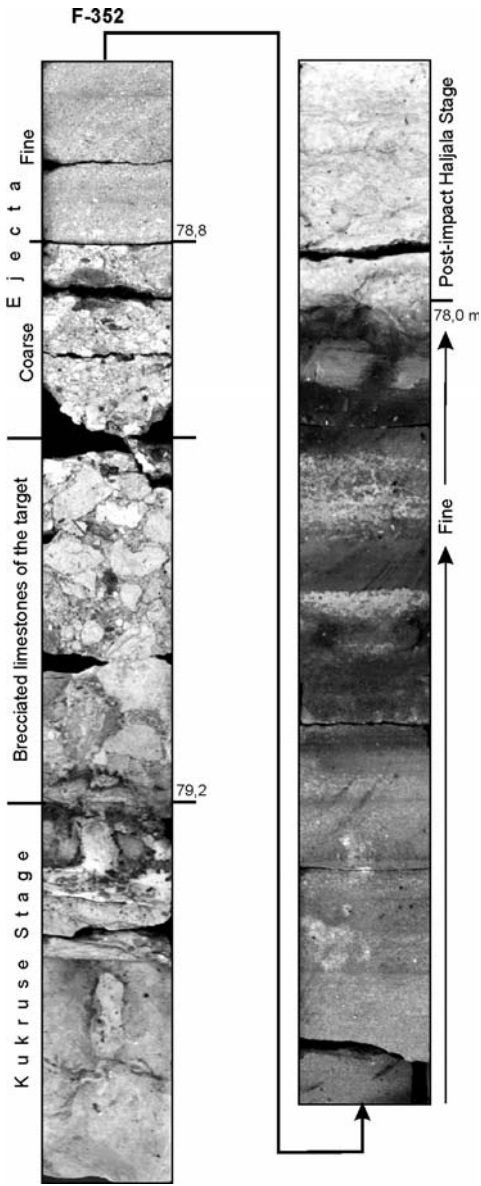 F-352
Fine
E j e c t a
78,8
Coarse
Brecciated limestones of the target
79,2
K u k r u s e   S t a g e
Post-impact Haljala Stage
78,0 m
Fine